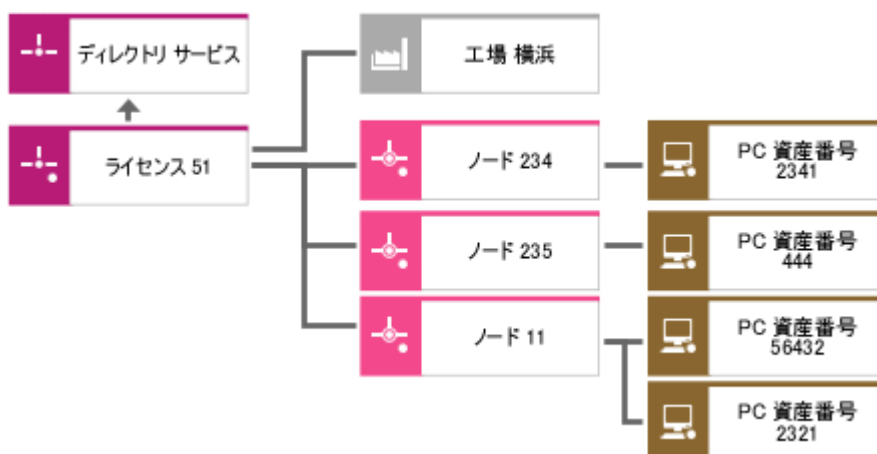 ディレクトリ サービス
工場 横浜
ライセンス 51
ノード 234
PC 資産番号
2341
ノード 235
PC 資産番号
444
ノード 11
PC 資産番号
56432
PC 資産番号
2321